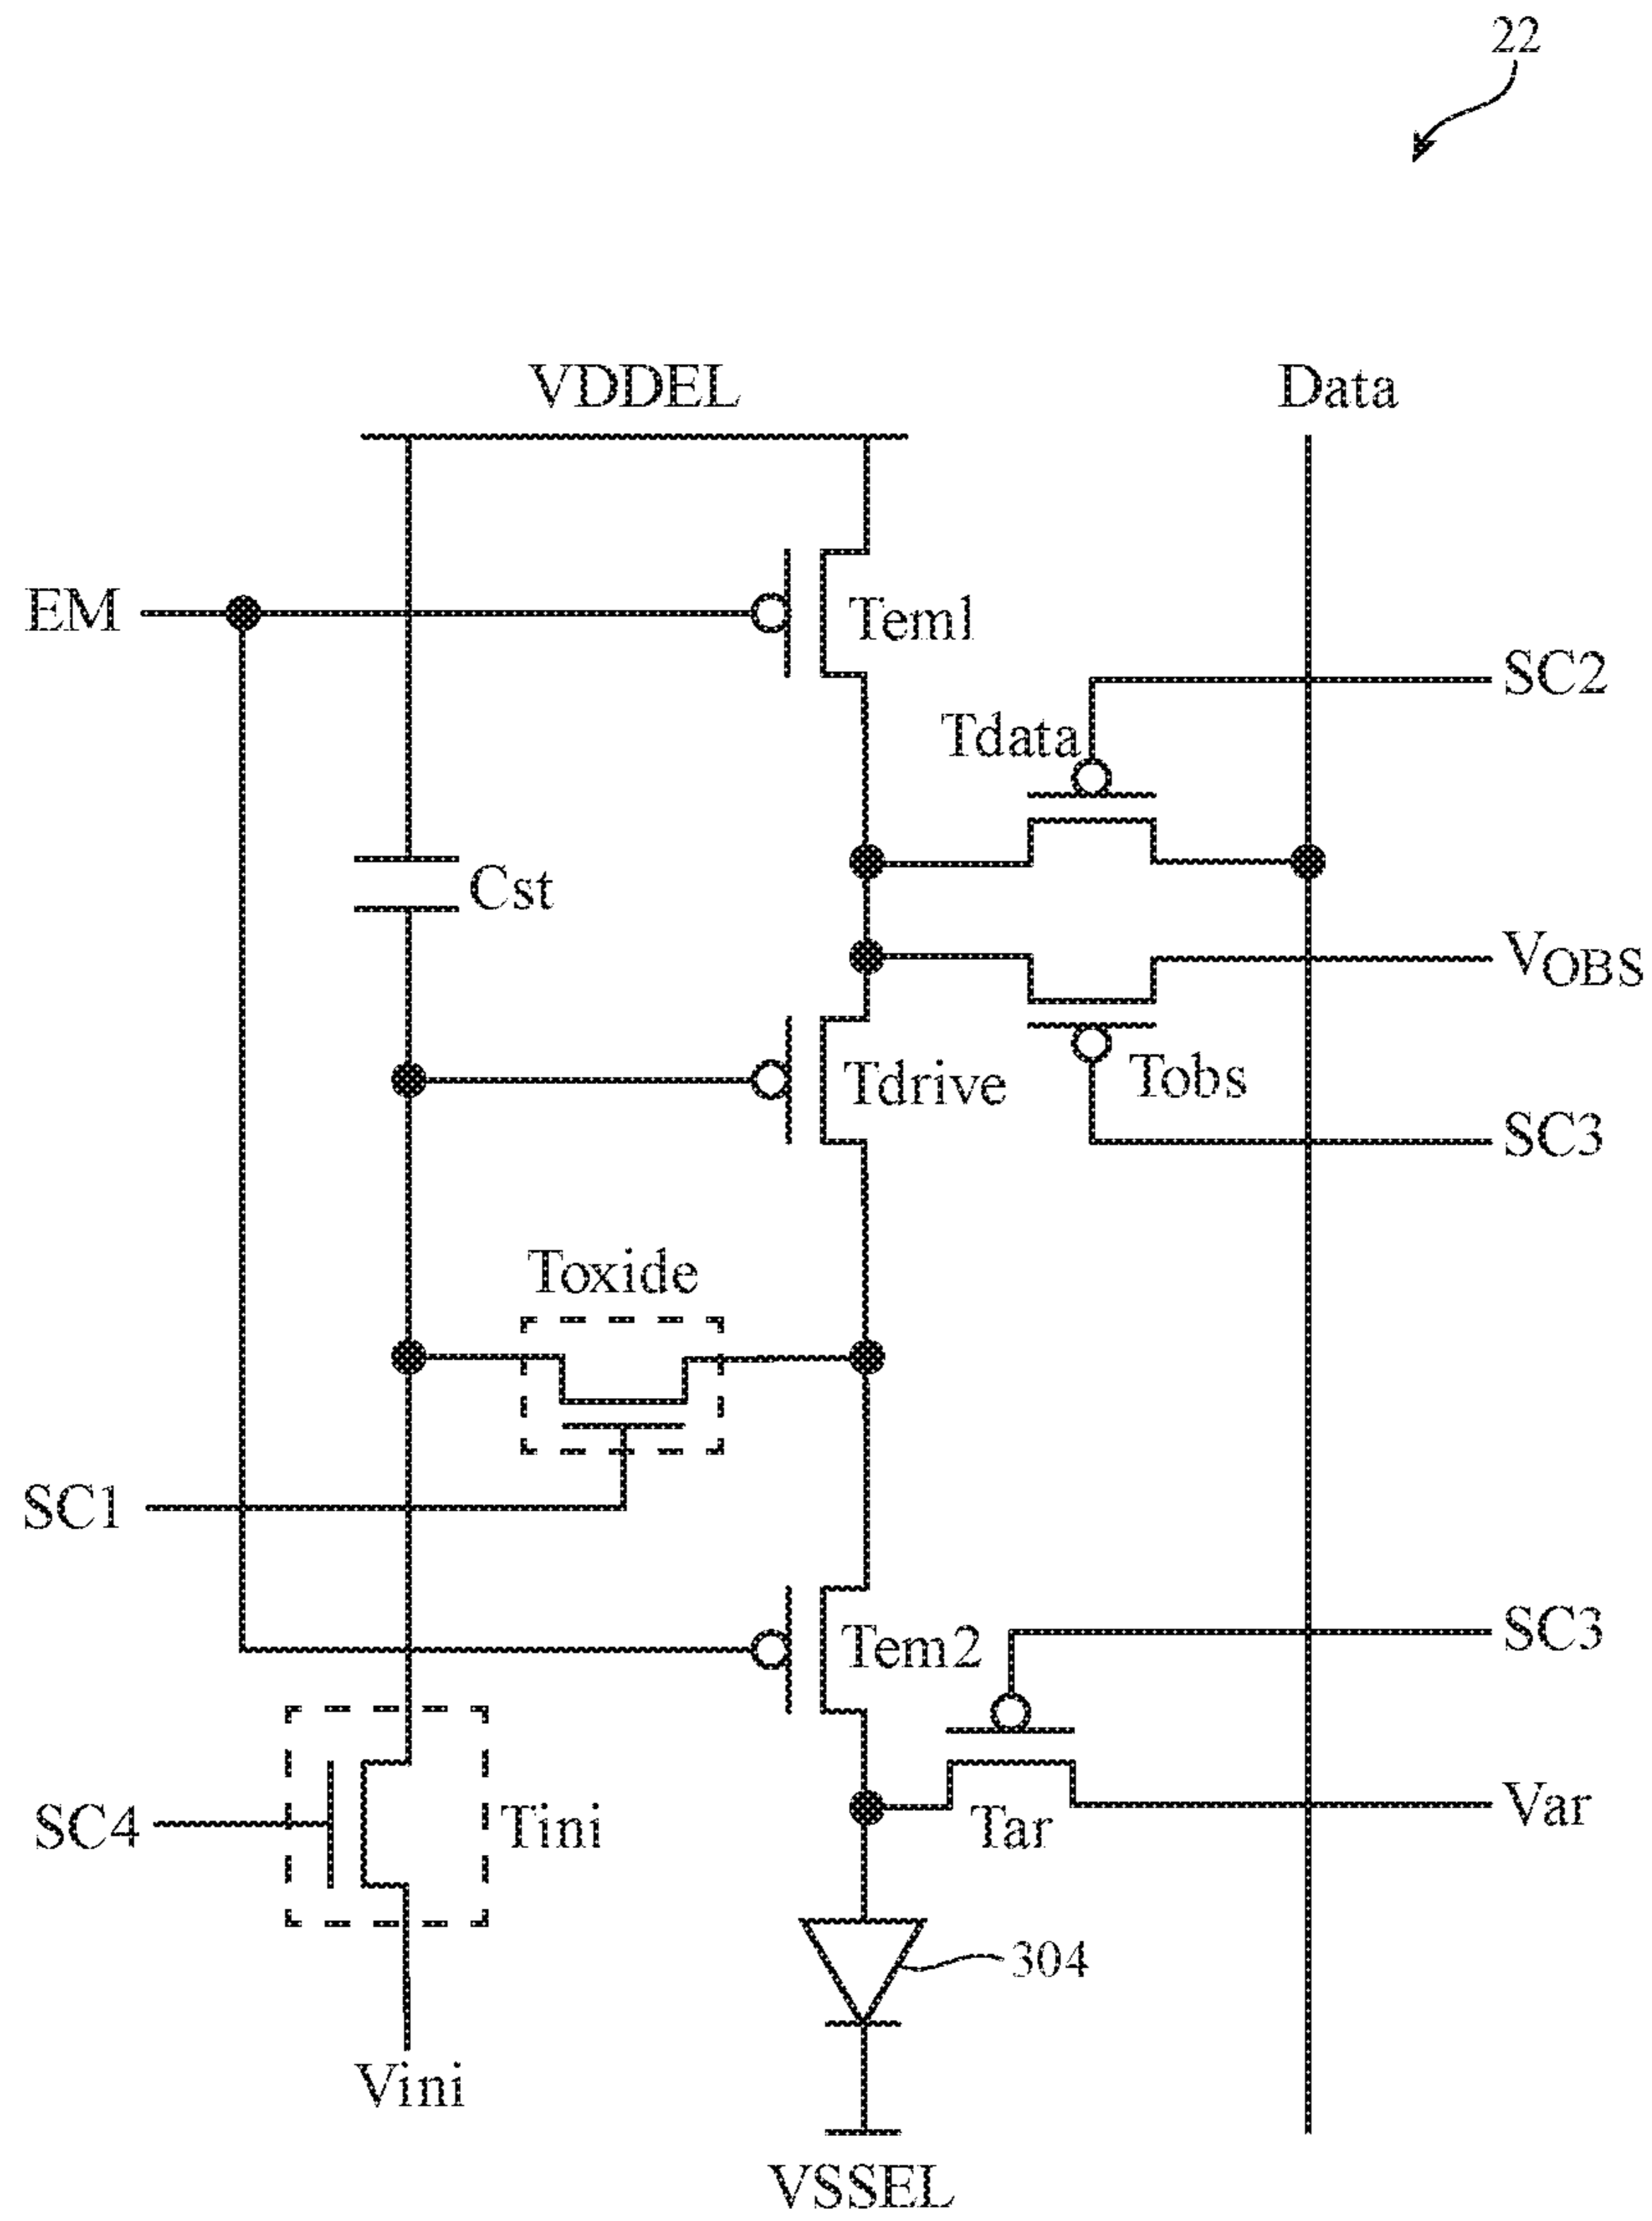 22
VDDEL
Data
EM
Tem1
SC2
Tdata
Cst
VOBS
Tdrive
Tobs
SC3
Toxide
SC1
Tem2
SC3
SC4
Tini
Tar
Var
304
Vini
VSSEL